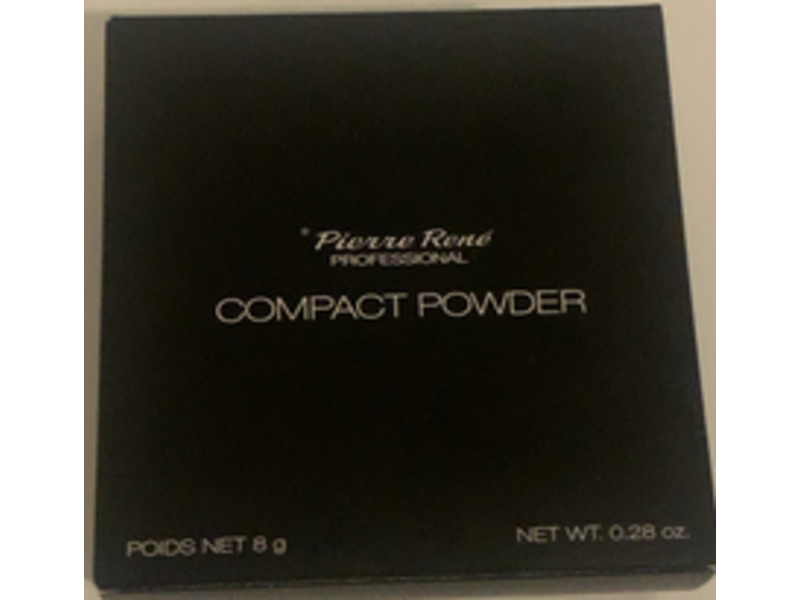 ® Pierre René
PROFESSIONAL
COMPACT POWDER
POIDS NET 8 g
NET WT. 0.28 oz.